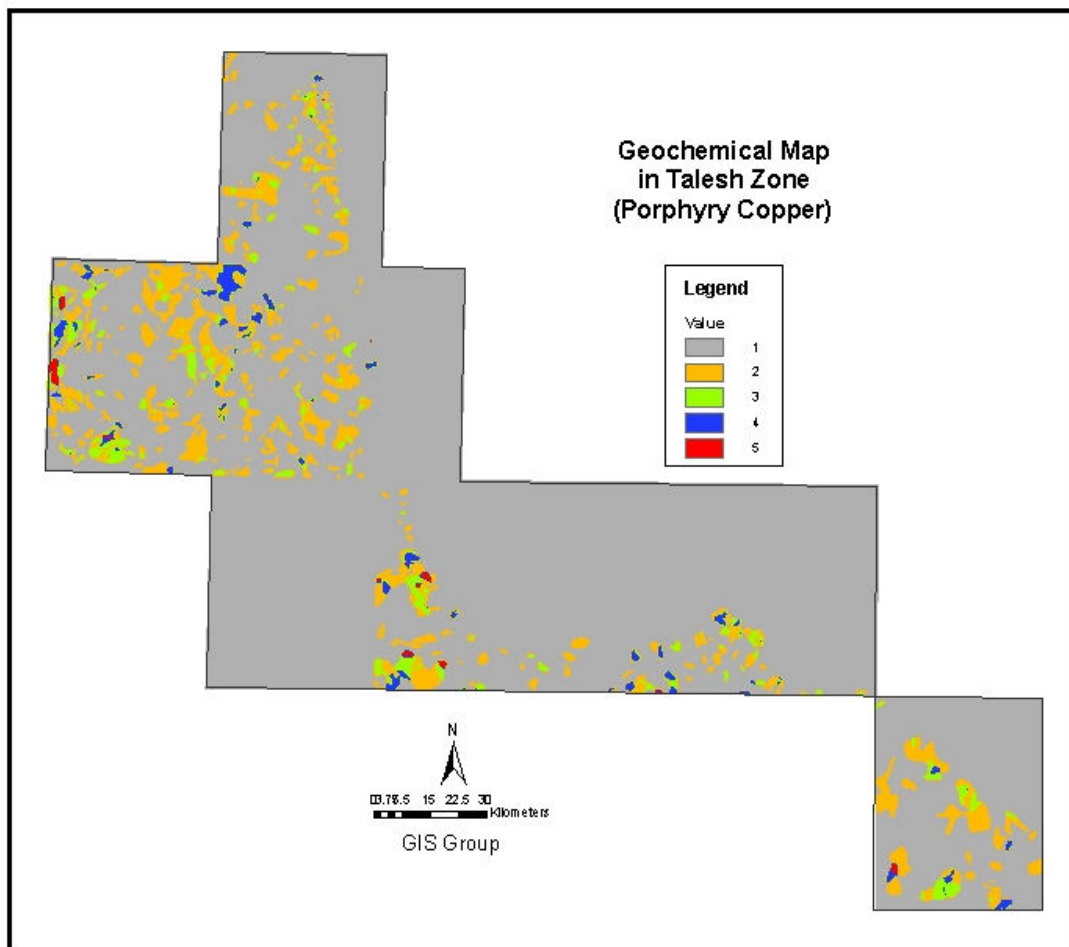 Geochemical Map
in Talesh Zone
(Porphyry Copper)
Legend
Value
1
2
3
4
5
N
15 22.5 30
Kilometers
GIS Group